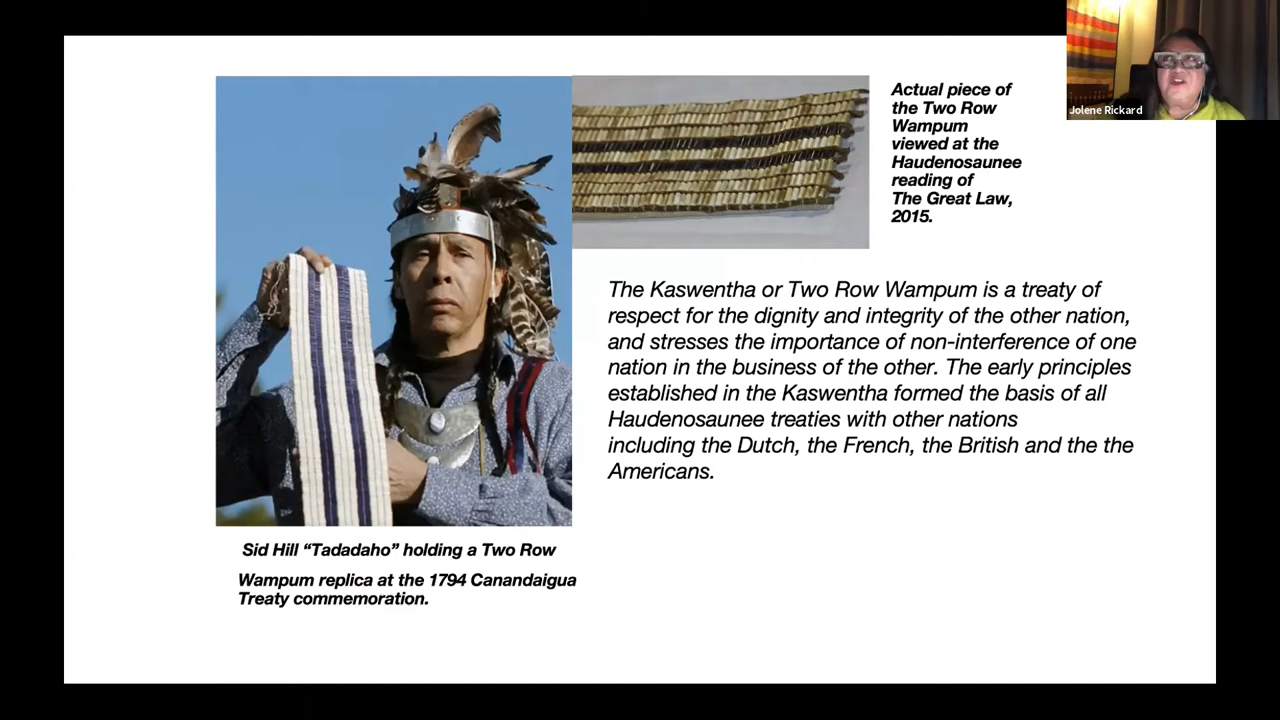 Jolene Rickard
Actual piece of
the Two Row
Wampum
viewed at the
Haudenosaunee
reading of
The Great Law,
2015.
The Kaswentha or Two Row Wampum is a treaty of
respect for the dignity and integrity of the other nation,
and stresses the importance of non-interference of one
nation in the business of the other. The early principles
established in the Kaswentha formed the basis of all
Haudenosaunee treaties with other nations
including the Dutch, the French, the British and the the
Americans.
Sid Hill “Tadadaho” holding a Two Row
Wampum replica at the 1794 Canandaigua
Treaty commemoration.